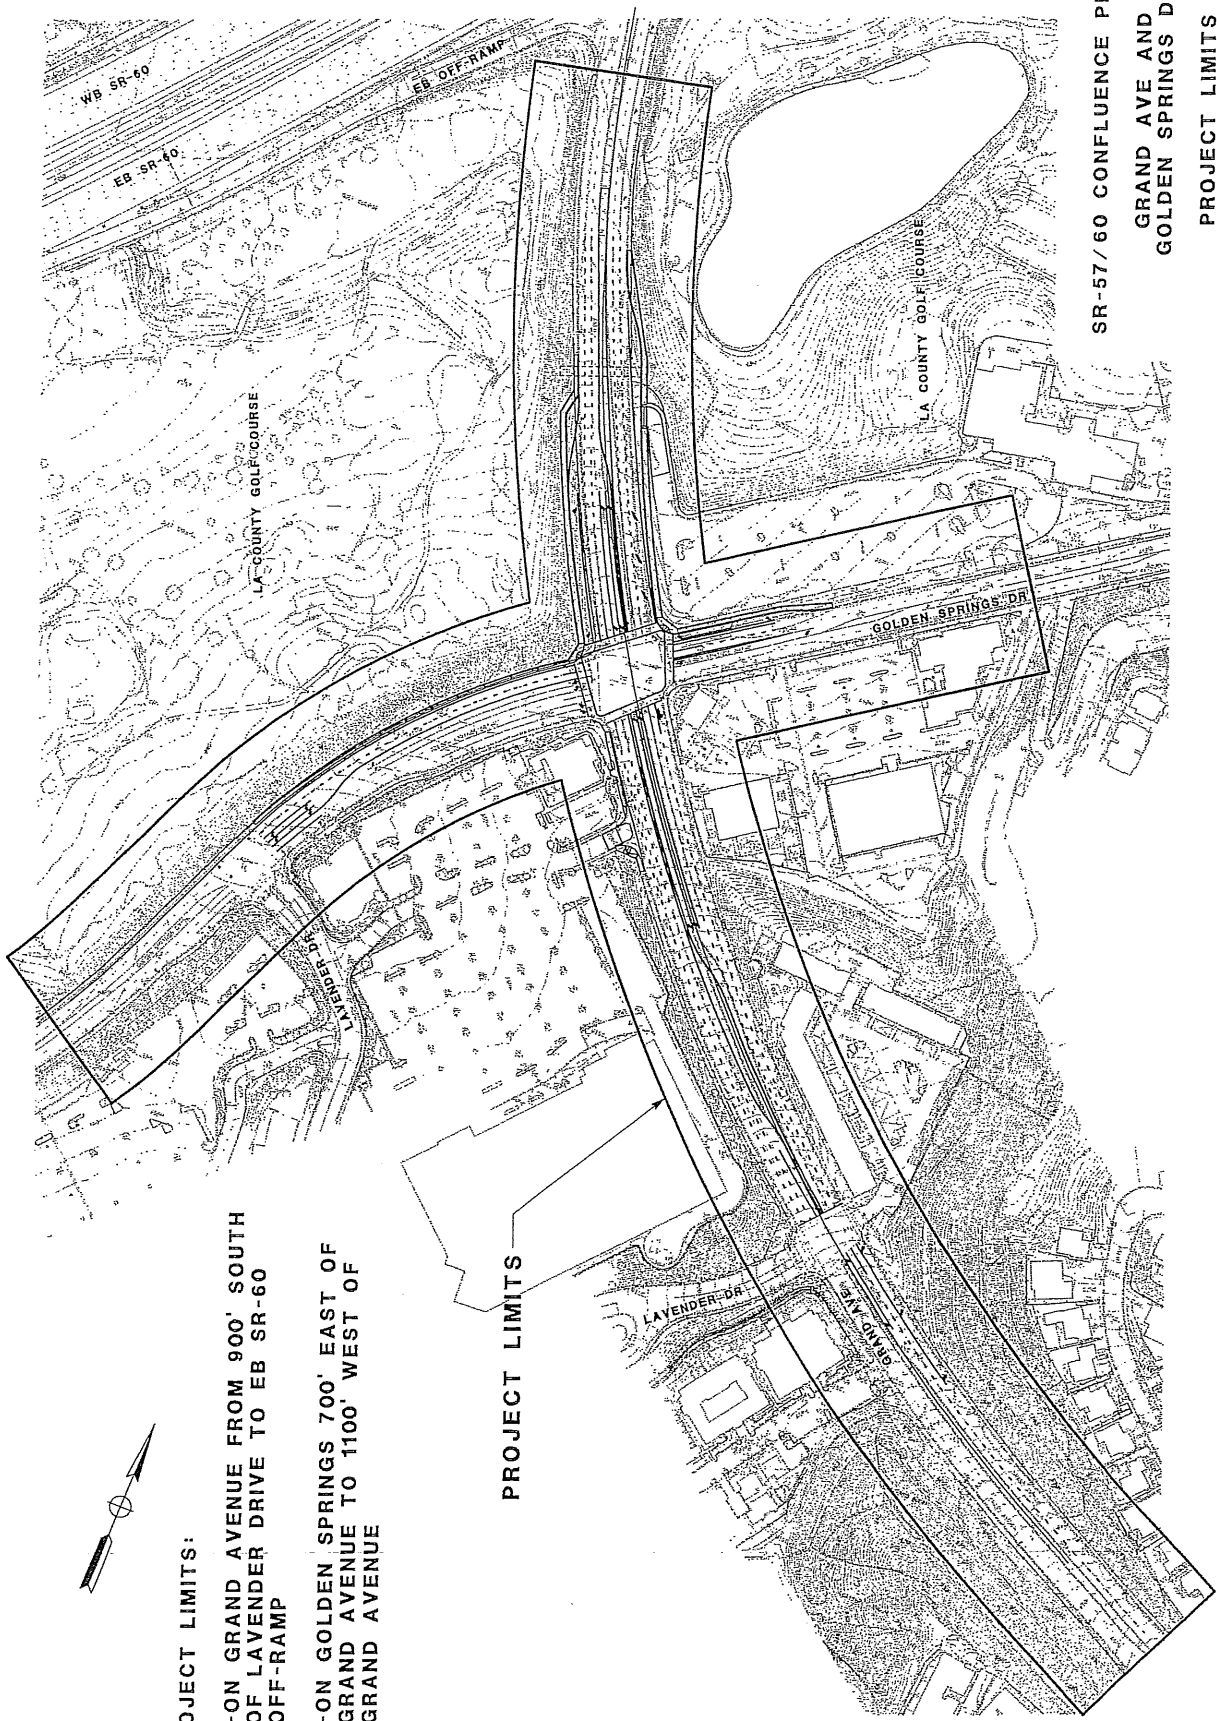 SR-57/60 CONFLUENCE P
GRAND AVE AND
GOLDEN SPRINGS D
PROJECT LIMITS
OJECT LIMITS:
-ON GRAND AVENUE FROM 900' SOUTH
OF LAVENDER DRIVE TO EB SR-60
OFF-RAMP
-ON GOLDEN SPRINGS 700' EAST OF
GRAND AVENUE TO 1100' WEST OF
GRAND AVENUE
PROJECT LIMITS
WB SR-60
EB SR-60
EB OFF-RAMP
LA COUNTY GOLF COURSE
LA COUNTY GOLF COURSE
GOLDEN SPRINGS DR
LAVENDER DR
LAVENDER DR
GRAND AVE